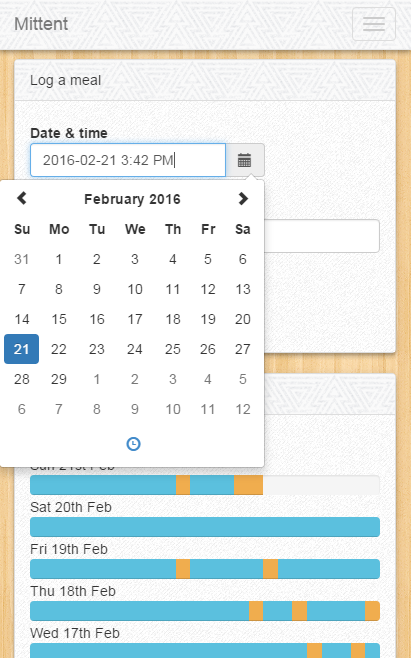 Mittent
Log a meal
Date & time
2016-02-21 3:42 PM
February 2016
Su Mo Tu We Th Fr Sa
31 1 2 3 4 5 6
7 8 9 10 11 12 13
14 15 16 17 18 19 20
21 22 23 24 25 26 27
28 29 1 2 3 4 5
6 7 8 9 10 11 12
Sun 21st Feb
Sat 20th Feb
Fri 19th Feb
Thu 18th Feb
Wed 17th Feb